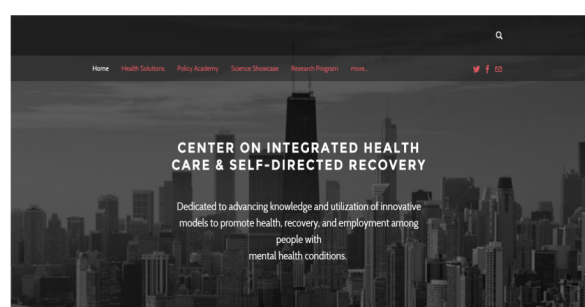 Home Health Solutions Policy Academy Science Showcase Research Program more...
CENTER ON INTEGRATED HEALTH
CARE & SELF-DIRECTED RECOVERY
Dedicated to advancing knowledge and utilization of innovative
models to promote health, recovery, and employment among
people with
mental health conditions.